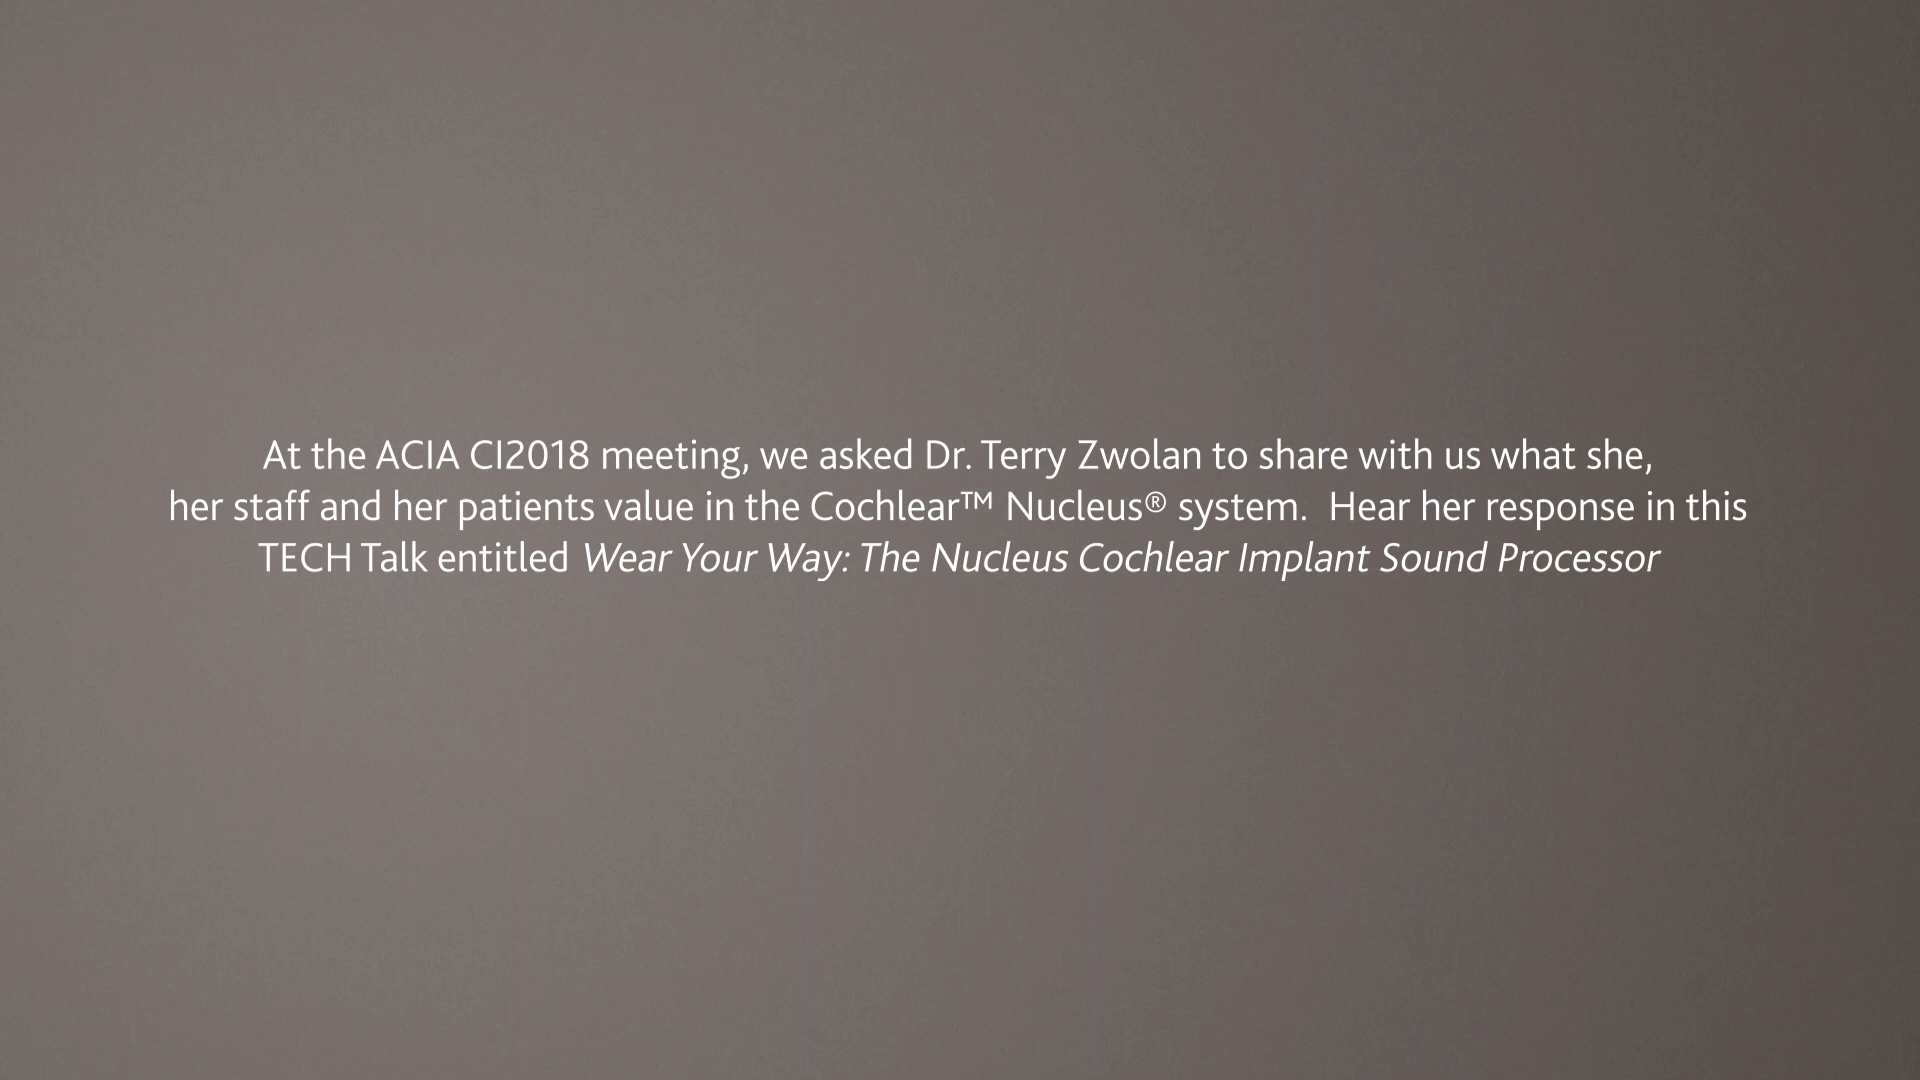 At the ACIA CI2018 meeting, we asked Dr. Terry Zwolan to share with us what she,
her staff and her patients value in the Cochlear™ Nucleus® system.  Hear her response in this
TECH Talk entitled Wear Your Way: The Nucleus Cochlear Implant Sound Processor